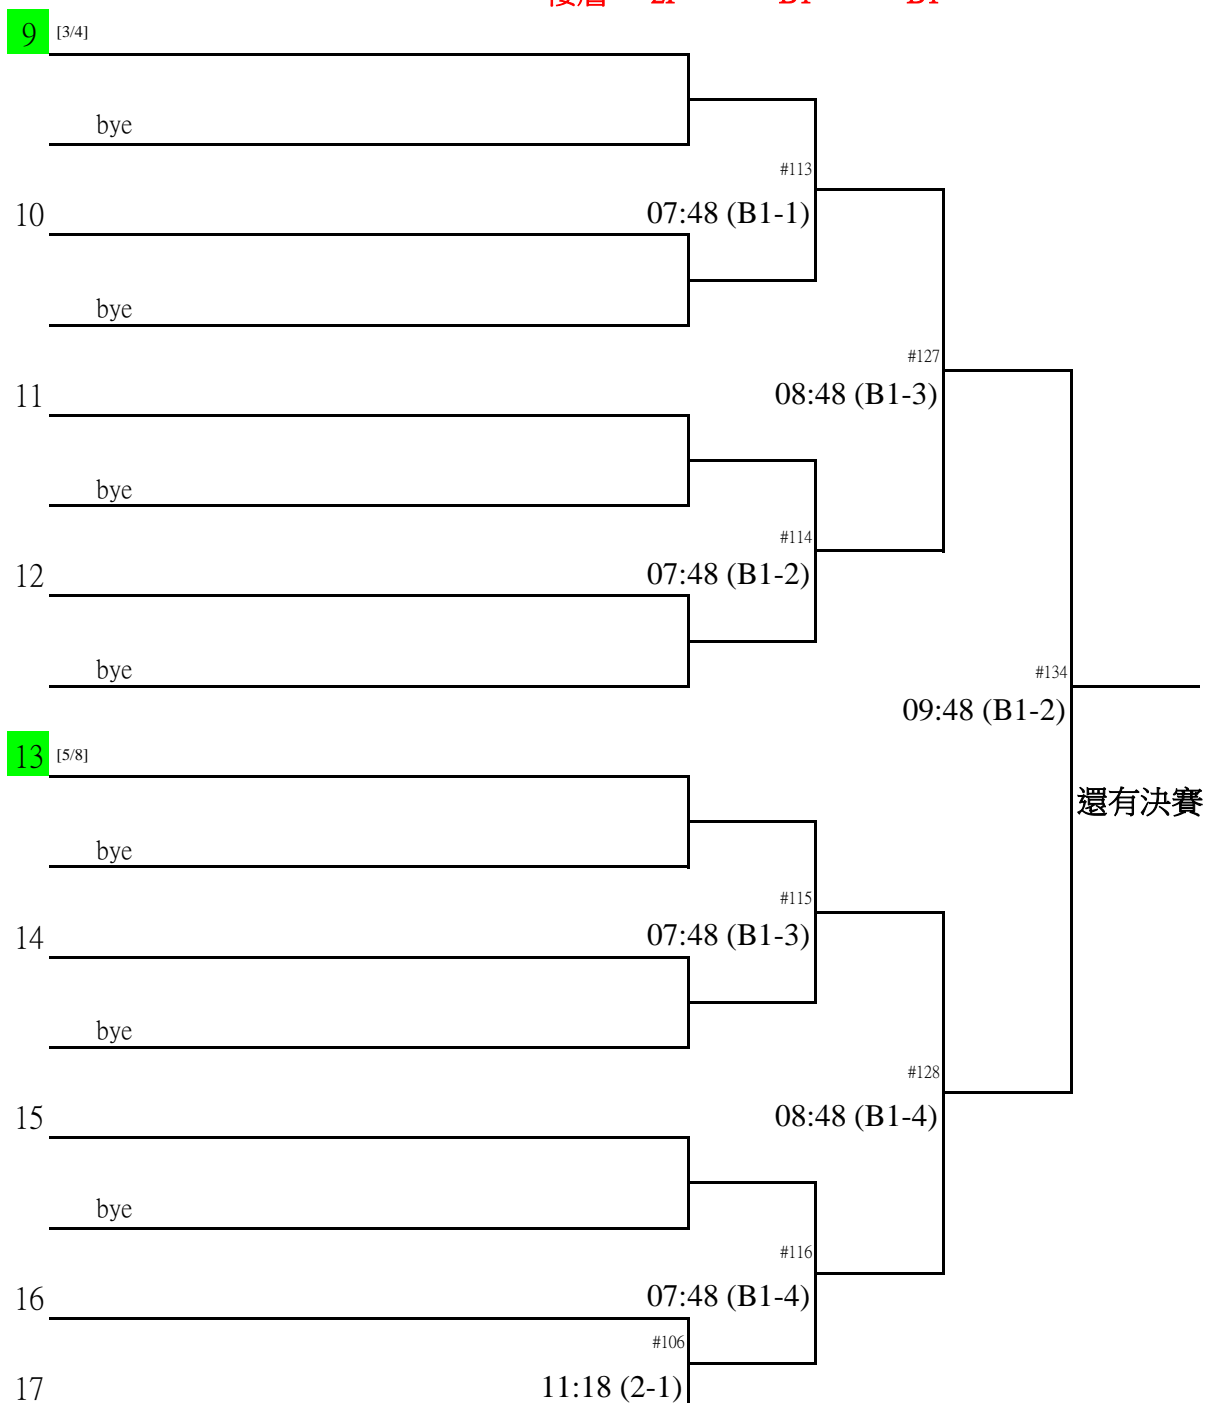 9 [3/4]
bye
#113
10 07:48 (B1-1)
bye
#127
11 08:48 (B1-3)
bye
#114
12 07:48 (B1-2)
bye
#134
09:48 (B1-2)
13 [5/8]
還有決賽
bye
#115
14 07:48 (B1-3)
bye
#128
15 08:48 (B1-4)
bye
#116
16 07:48 (B1-4)
#106
17 11:18 (2-1)